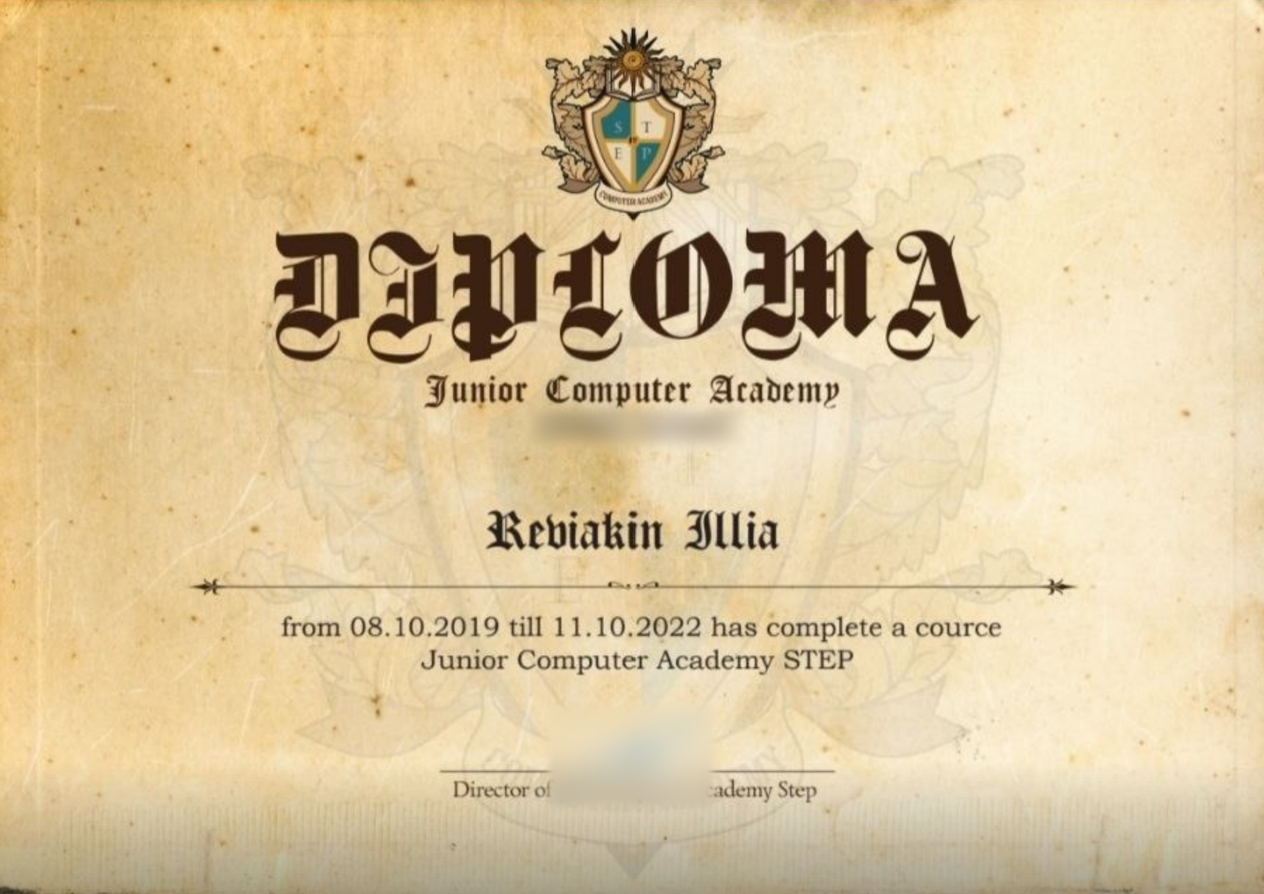 S T
E P
COMPUTER ACADEMY
DIPLOMA
Junior Computer Academy
Reviakin Illia
from 08.10.2019 till 11.10.2022 has complete a cource
Junior Computer Academy STEP
Director of ademy Step